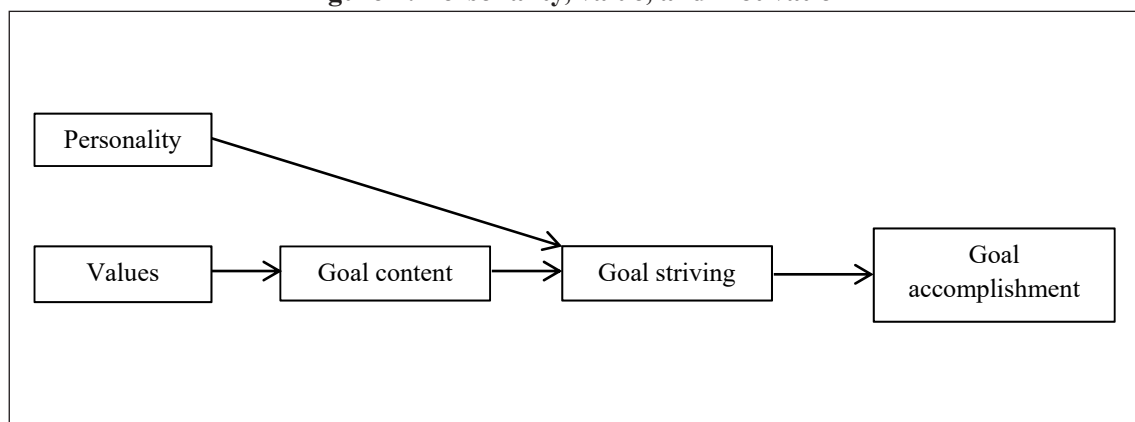 Personality
Values
Goal content
Goal striving
Goal
accomplishment